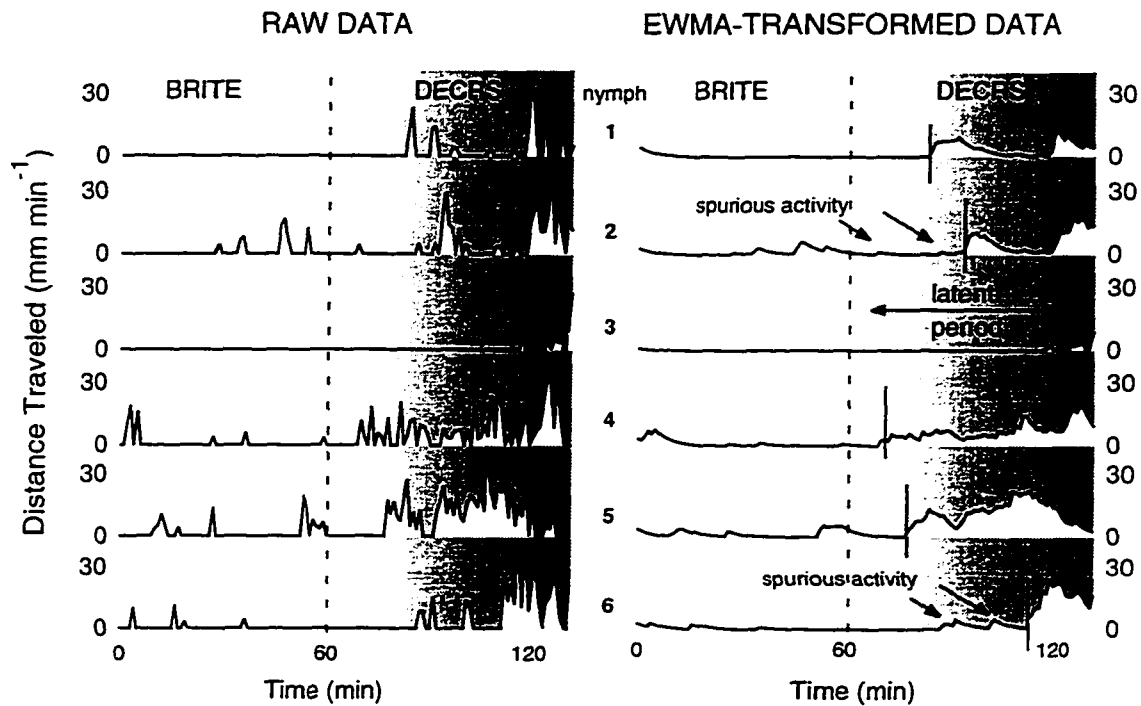 RAW DATA
EWMA-TRANSFORMED DATA
Distance Traveled (mm min⁻¹)
BRITE
DECRS
nymph
BRITE
DECRS
30
0
1
30
0
30
0
spurious activity
2
30
0
30
0
3
latent
period
30
0
30
0
4
30
0
30
0
5
30
0
30
0
spurious activity
6
30
0
0
60
120
0
60
120
Time (min)
Time (min)